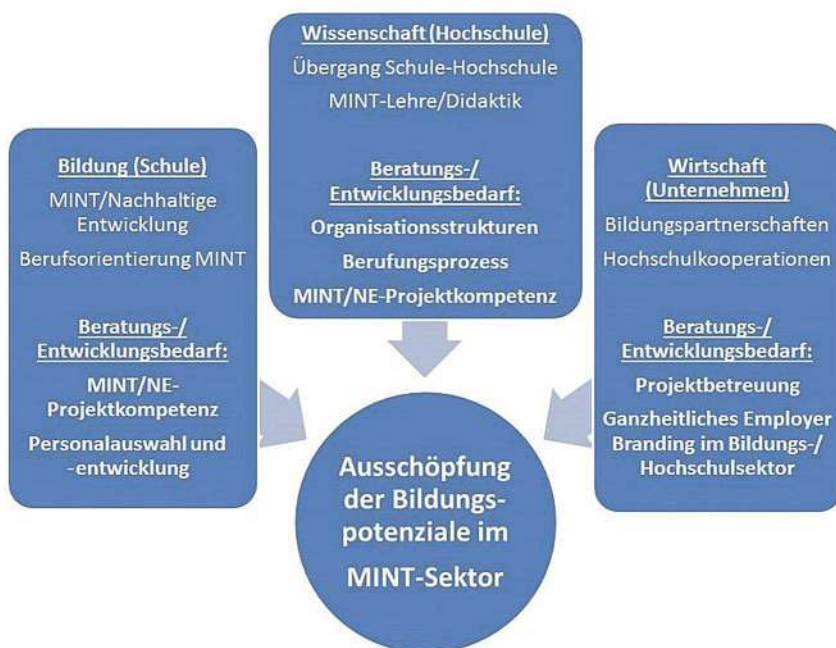 Wissenschaft (Hochschule)
Übergang Schule-Hochschule
MINT-Lehre/Didaktik
Beratungs-/
Entwicklungsbedarf:
Organisationsstrukturen
Berufungsprozess
MINT/NE-Projektkompetenz
Bildung (Schule)
MINT/Nachhaltige
Entwicklung
Berufsorientierung MINT
Beratungs-/
Entwicklungsbedarf:
MINT/NE-
Projektkompetenz
Personalauswahl und
-entwicklung
Wirtschaft
(Unternehmen)
Bildungspartnerschaften
Hochschulkooperationen
Beratungs-/
Entwicklungsbedarf:
Projektbetreuung
Ganzheitliches Employer
Branding im Bildungs-/
Hochschulsektor
Ausschöpfung
der Bildungs-
potenziale im
MINT-Sektor